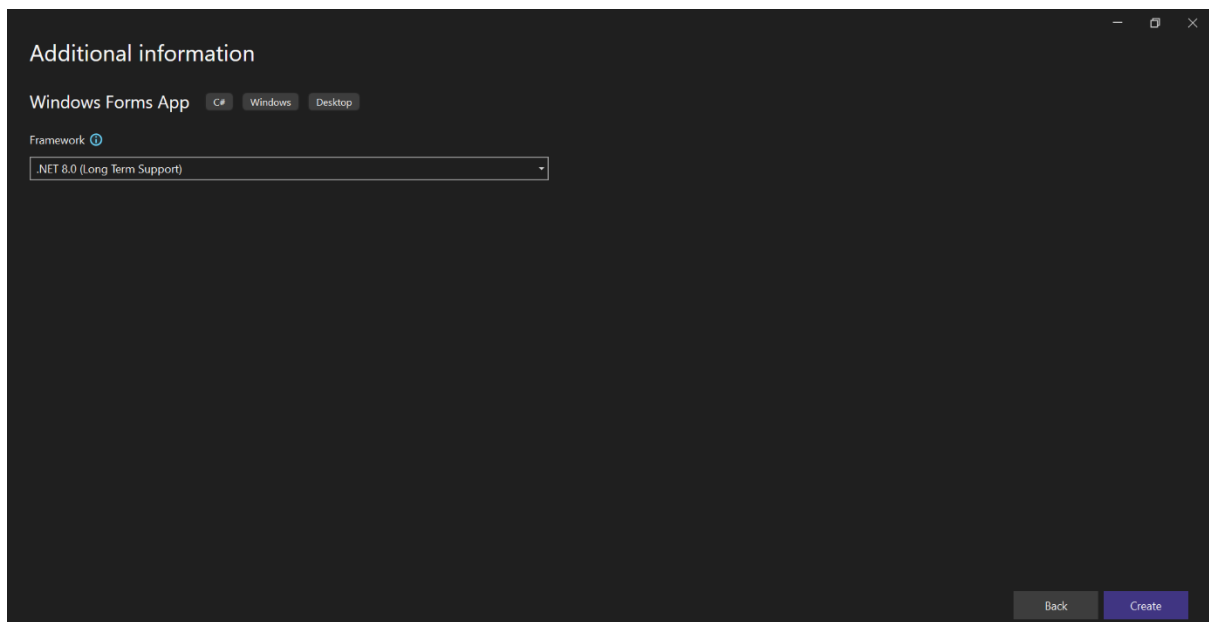 Additional information
Windows Forms App C# Windows Desktop
Framework
.NET 8.0 (Long Term Support)
Back Create